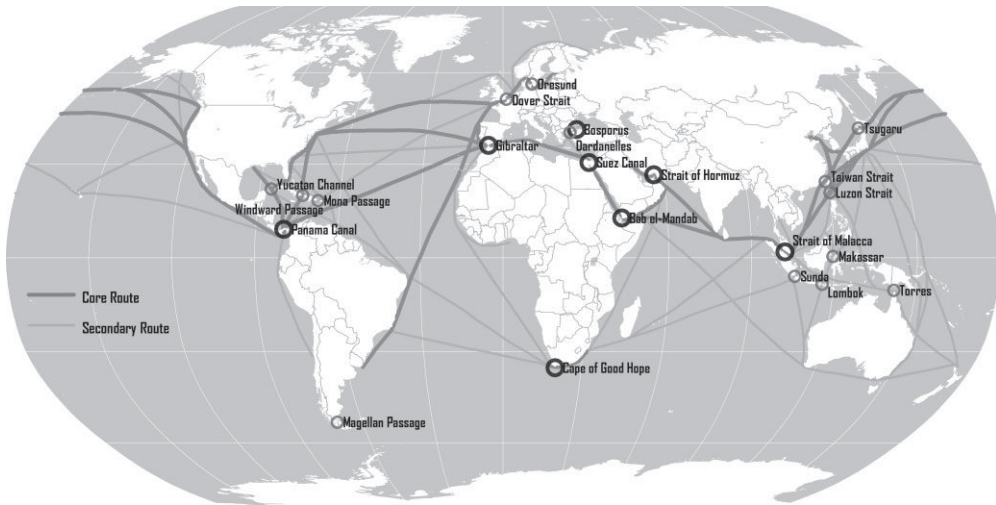 Oresund
Dover Strait
Bosporus
Dardanelles
Gibraltar
Suez Canal
Strait of Hormuz
Tsugaru
Yucatan Channel
Taiwan Strait
Luzon Strait
Windward Passage
Mona Passage
Bab el-Mandab
Panama Canal
Strait of Malacca
Makassar
Sunda
Lombok
Torres
Core Route
Secondary Route
Cape of Good Hope
Magellan Passage